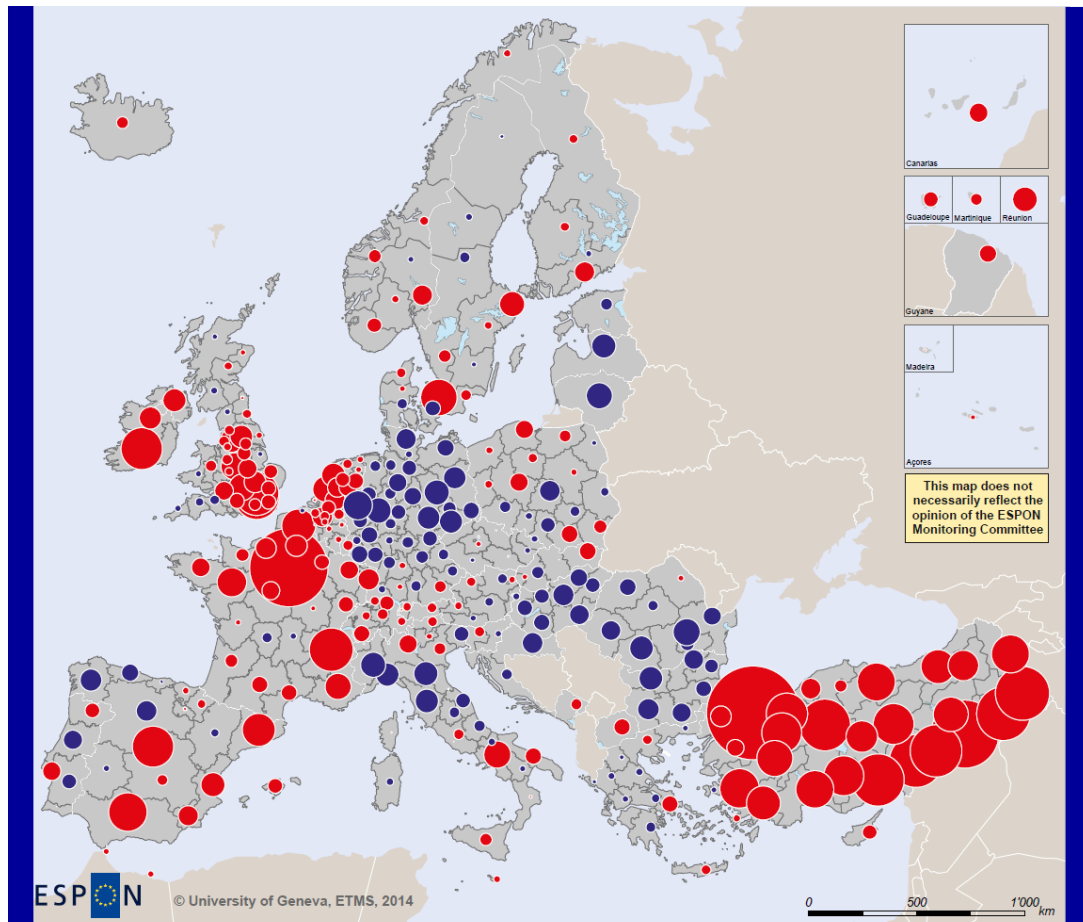 Canarias
Guadeloupe Martinique Réunion
Guyane
Madeira
Açores
This map does not
necessarily reflect the
opinion of the ESPON
Monitoring Committee
ESPON
© University of Geneva, ETMS, 2014
0 500 1'000
km